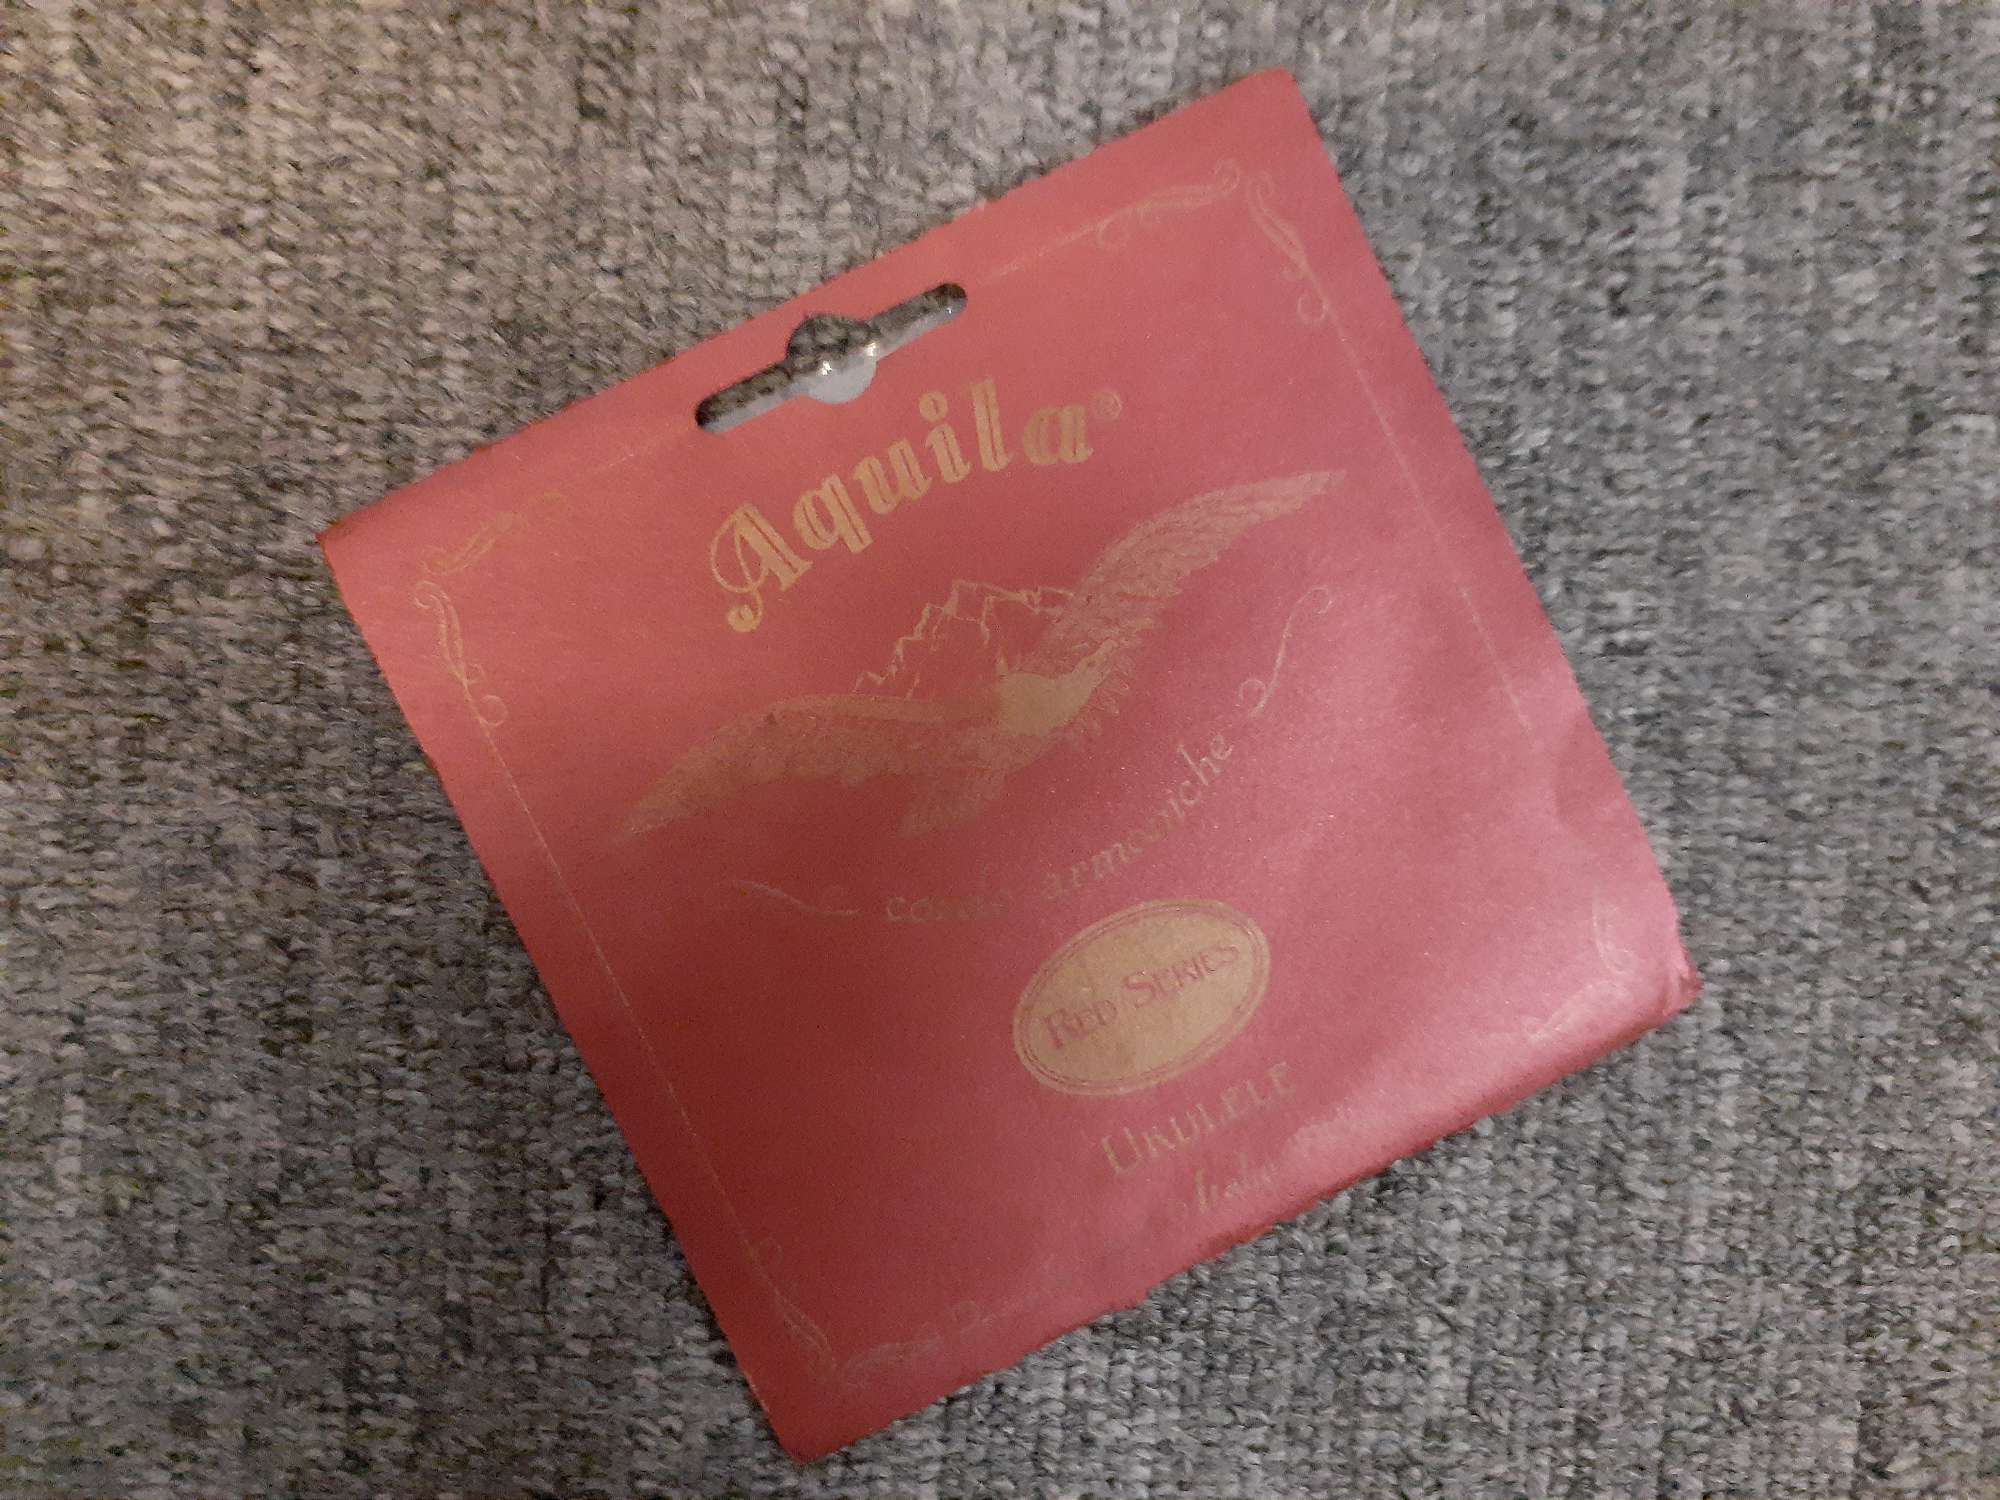 Aquila®
corde armoniche
RED SERIES
UKULELE